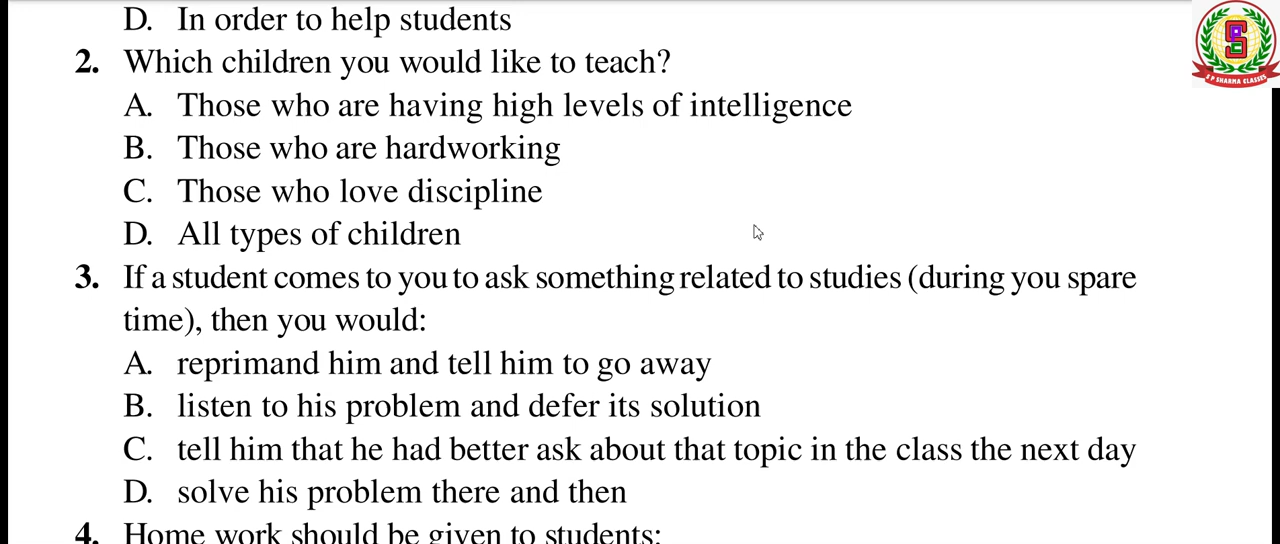 D. In order to help students
2. Which children you would like to teach?
A. Those who are having high levels of intelligence
B. Those who are hardworking
C. Those who love discipline
D. All types of children
3. If a student comes to you to ask something related to studies (during you spare
time), then you would:
A. reprimand him and tell him to go away
B. listen to his problem and defer its solution
C. tell him that he had better ask about that topic in the class the next day
D. solve his problem there and then
4. Home work should be given to students:
S P SHARMA CLASSES